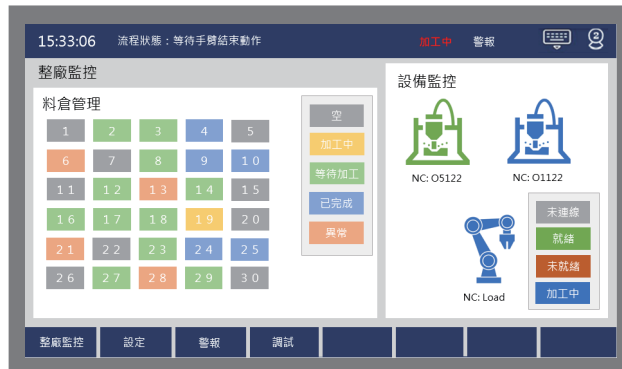 15:33:06 流程狀態：等待手臂結束動作 加工中 警報 2
整廠監控
料倉管理
1 2 3 4 5
6 7 8 9 10
11 12 13 14 15
16 17 18 19 20
21 22 23 24 25
26 27 28 29 30
空
加工中
等待加工
已完成
異常
設備監控
NC: O5122 NC: O1122
未連線
就緒
未就緒
加工中
NC: Load
整廠監控 設定 警報 調試